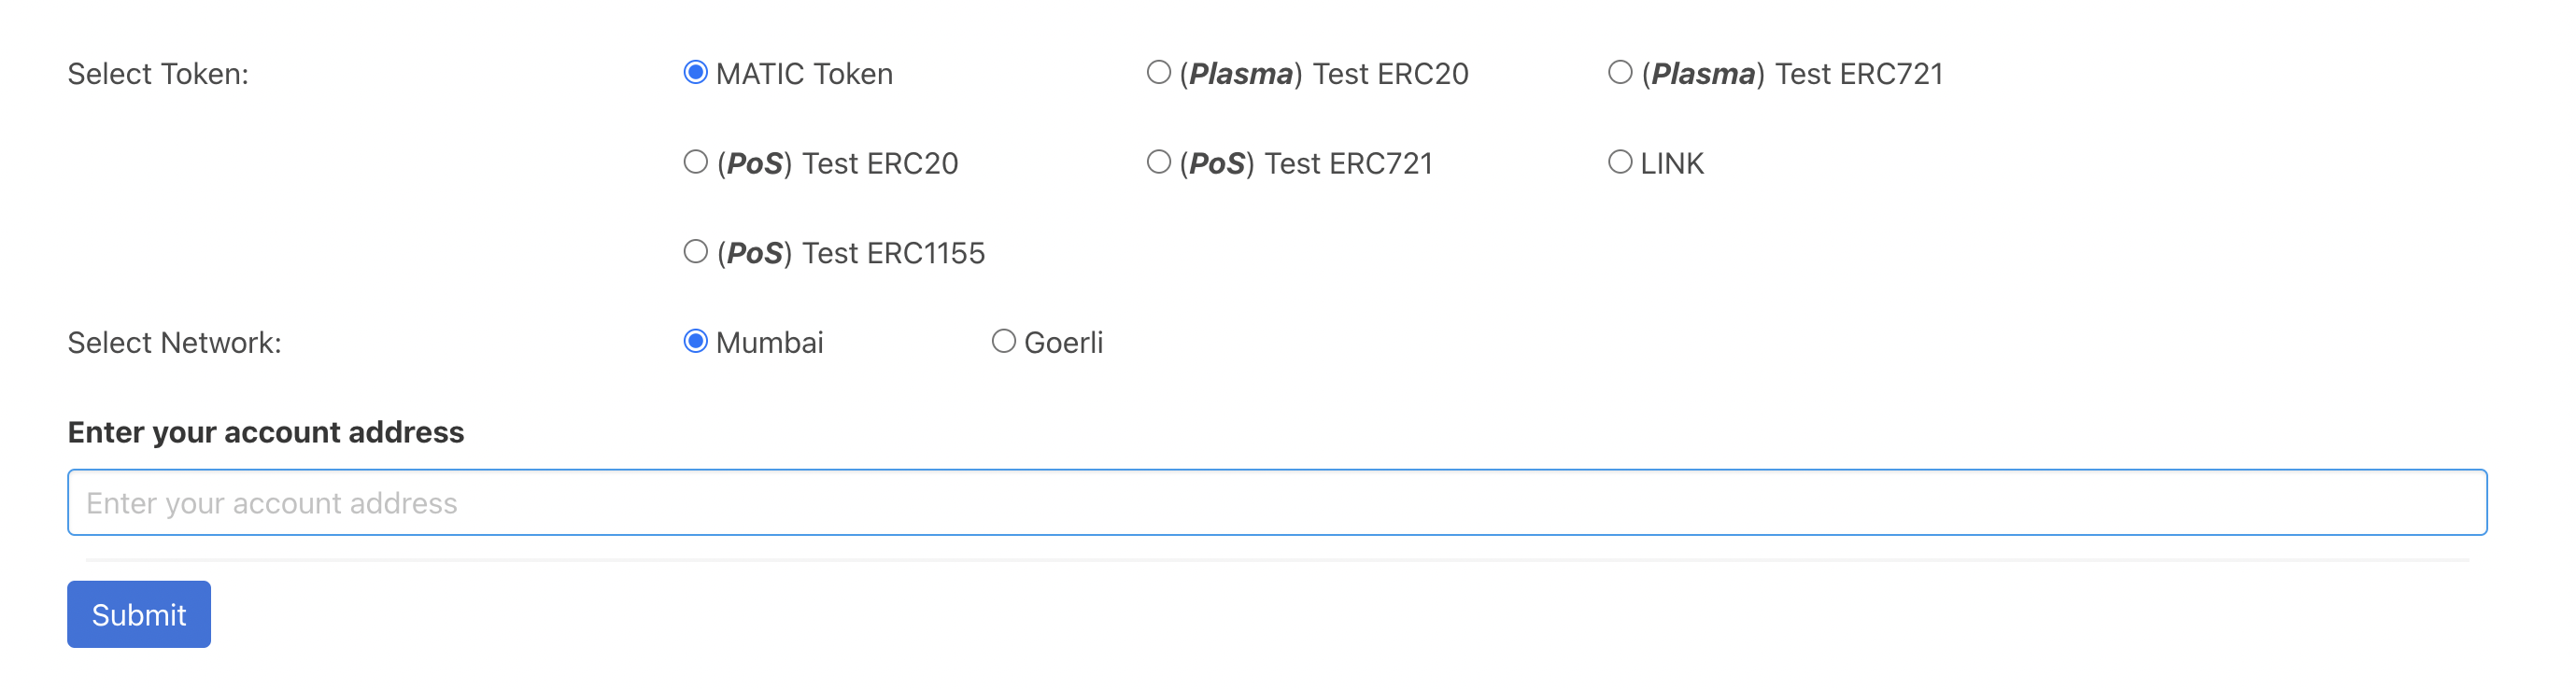 Select Token: MATIC Token (Plasma) Test ERC20 (Plasma) Test ERC721
(PoS) Test ERC20 (PoS) Test ERC721 LINK
(PoS) Test ERC1155
Select Network: Mumbai Goerli
Enter your account address
Enter your account address
Submit